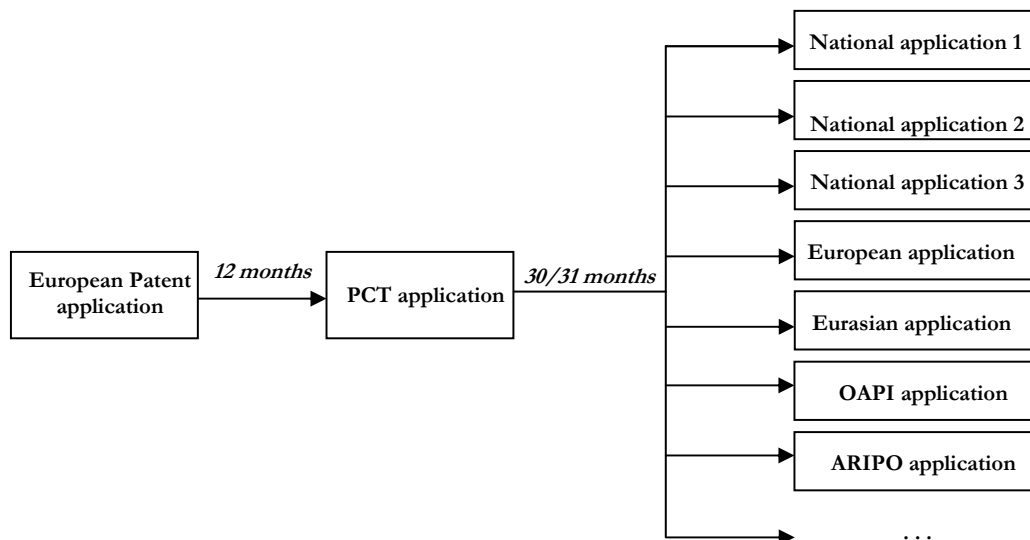 European Patent
application
12 months
PCT application
30/31 months
National application 1
National application 2
National application 3
European application
Eurasian application
OAPI application
ARIPO application
...